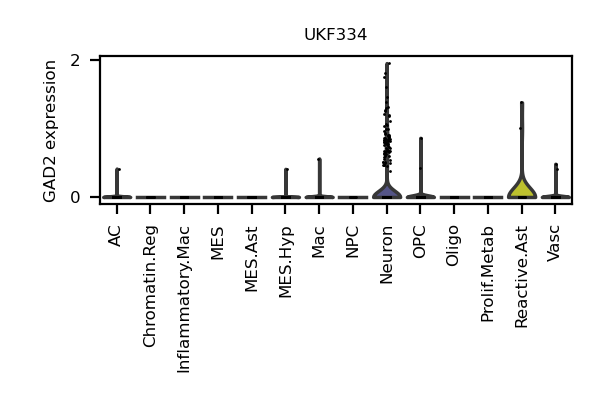 UKF334
GAD2 expression
2
0
AC
Chromatin.Reg
Inflammatory.Mac
MES
MES.Ast
MES.Hyp
Mac
NPC
Neuron
OPC
Oligo
Prolif.Metab
Reactive.Ast
Vasc